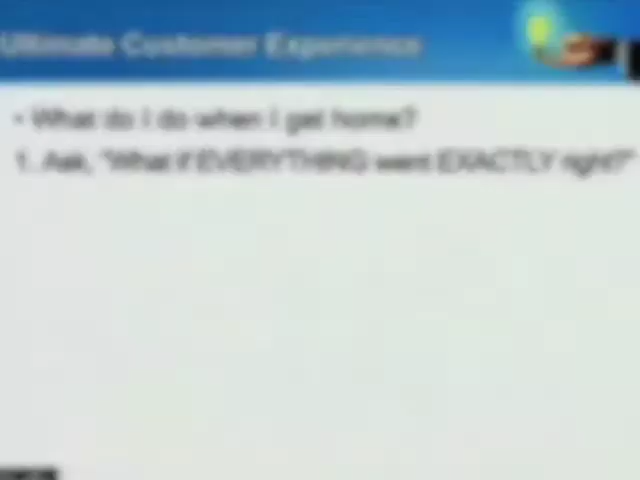 Ultimate Customer Experience
• What do I do when I get home?
1. Ask, "What if EVERYTHING went EXACTLY right?"